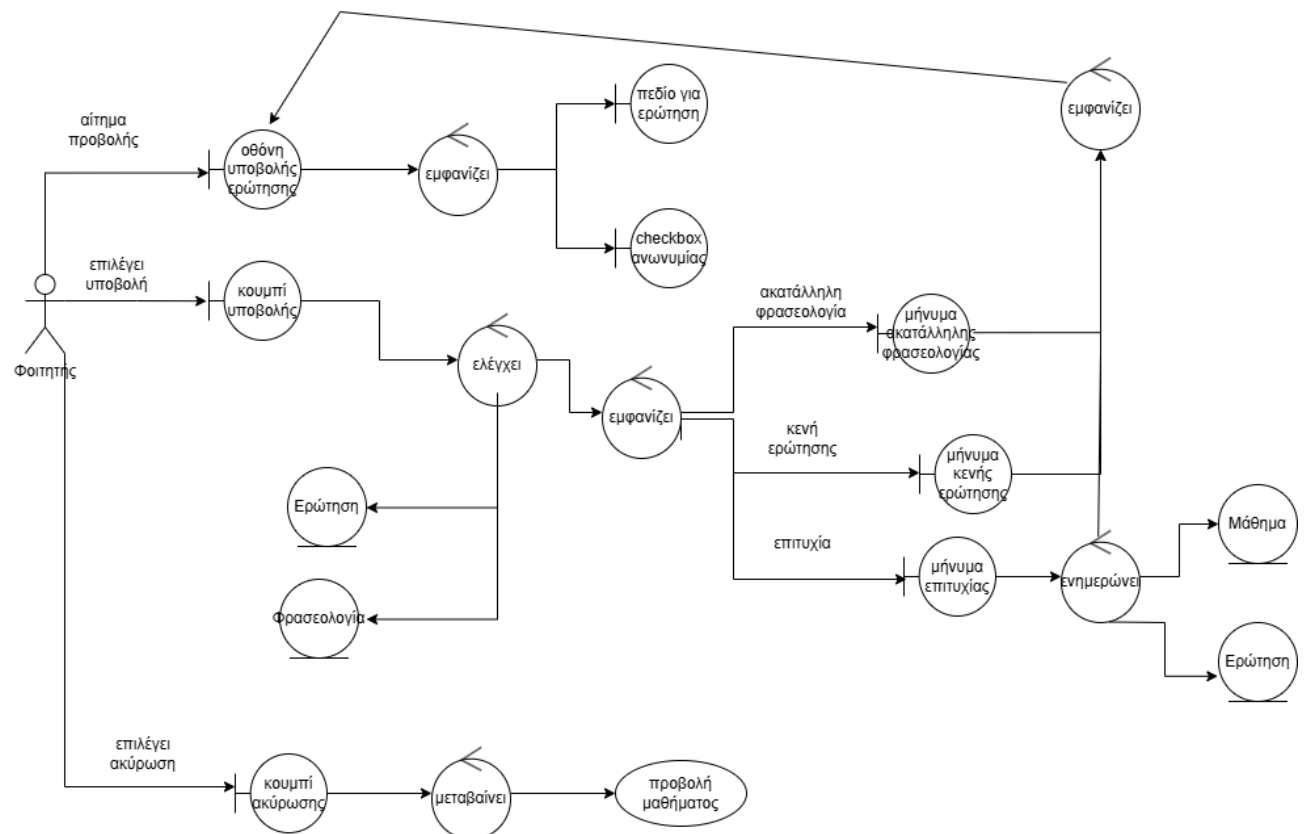 εμφανίζει
πεδίο για
ερώτηση
αίτημα
προβολής
οθόνη
υποβολής
ερώτησης
εμφανίζει
checkbox
ανωνυμίας
επιλέγει
υποβολή
κουμπί
υποβολής
Φοιτητής
ελέγχει
εμφανίζει
ακατάλληλη
φρασεολογία
μήνυμα
ακατάλληλης
φρασεολογίας
κενή
ερώτησης
μήνυμα
κενής
ερώτησης
Ερώτηση
Φρασεολογία
επιτυχία
μήνυμα
επιτυχίας
ενημερώνει
Μάθημα
Ερώτηση
επιλέγει
ακύρωση
κουμπί
ακύρωσης
μεταβαίνει
προβολή
μαθήματος